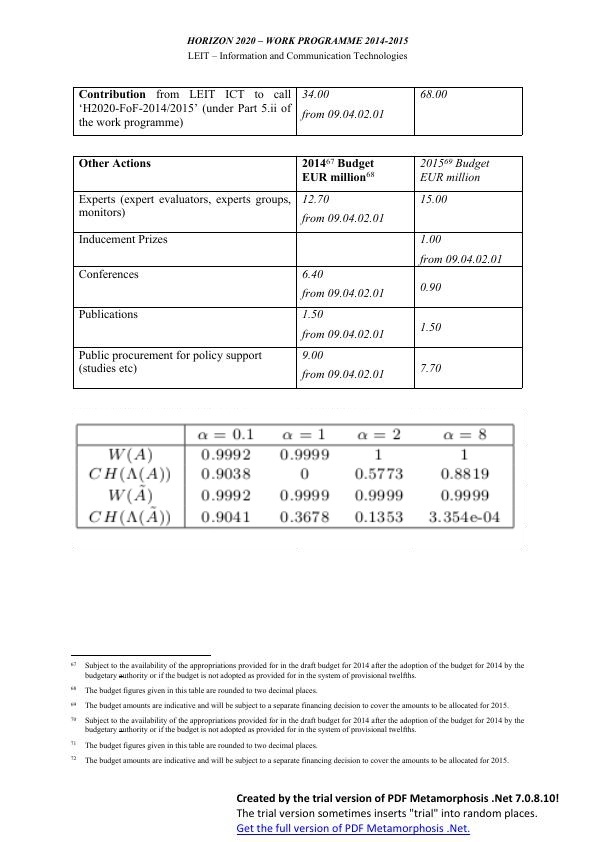 HORIZON 2020 – WORK PROGRAMME 2014-2015
LEIT – Information and Communication Technologies
Contribution from LEIT ICT to call
‘H2020-FoF-2014/2015’ (under Part 5.ii of
the work programme)
34.00
from 09.04.02.01
68.00
Other Actions
2014⁶⁷ Budget
EUR million⁶⁸
2015⁶⁹ Budget
EUR million
Experts (expert evaluators, experts groups,
monitors)
12.70
from 09.04.02.01
15.00
Inducement Prizes
1.00
from 09.04.02.01
Conferences
6.40
from 09.04.02.01
0.90
Publications
1.50
from 09.04.02.01
1.50
Public procurement for policy support
(studies etc)
9.00
from 09.04.02.01
7.70
α = 0.1 α = 1 α = 2 α = 8
W(A) 0.9992 0.9999 1 1
CH(Λ(A)) 0.9038 0 0.5773 0.8819
W(Ã) 0.9992 0.9999 0.9999 0.9999
CH(Λ(Ã)) 0.9041 0.3678 0.1353 3.354e-04
67 Subject to the availability of the appropriations provided for in the draft budget for 2014 after the adoption of the budget for 2014 by the
budgetary authority or if the budget is not adopted as provided for in the system of provisional twelfths.
68 The budget figures given in this table are rounded to two decimal places.
69 The budget amounts are indicative and will be subject to a separate financing decision to cover the amounts to be allocated for 2015.
70 Subject to the availability of the appropriations provided for in the draft budget for 2014 after the adoption of the budget for 2014 by the
budgetary authority or if the budget is not adopted as provided for in the system of provisional twelfths.
71 The budget figures given in this table are rounded to two decimal places.
72 The budget amounts are indicative and will be subject to a separate financing decision to cover the amounts to be allocated for 2015.
Created by the trial version of PDF Metamorphosis .Net 7.0.8.10!
The trial version sometimes inserts "trial" into random places.
Get the full version of PDF Metamorphosis .Net.